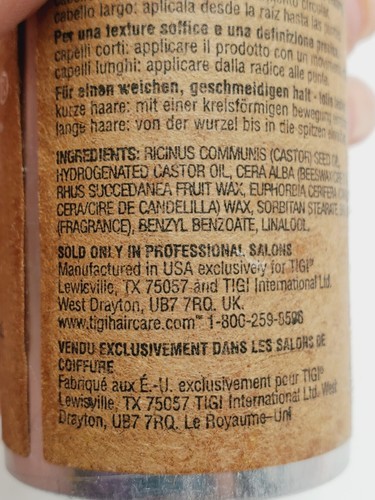 cabello largo: aplícala desde la raíz hasta las
Per una texture soffice e una definizione
capelli corti: applicare il prodotto con un
capelli lunghi: applicare dalla radice alle punte.
Für einen weichen, geschmeidigen halt -
kurze haare: mit einer kreisförmigen bewegung
lange haare: von der wurzel bis in die spitzen
INGREDIENTS: RICINUS COMMUNIS (CASTOR) SEED OIL,
HYDROGENATED CASTOR OIL, CERA ALBA (BEESWAX)
RHUS SUCCEDANEA FRUIT WAX, EUPHORBIA CERIFERA
CERA/CIRE DE CANDELILLA) WAX, SORBITAN STEARATE,
(FRAGRANCE), BENZYL BENZOATE, LINALOOL.
SOLD ONLY IN PROFESSIONAL SALONS
Manufactured in USA exclusively for TIGI®
Lewisville, TX 75057 and TIGI International Ltd.
West Drayton, UB7 7RQ. UK.
www.tigihaircare.com™ 1-800-259-8596
VENDU EXCLUSIVEMENT DANS LES SALONS DE
COIFFURE
Fabriqué aux É.-U. exclusivement pour TIGI®
Lewisville, TX 75057 TIGI International Ltd. West
Drayton, UB7 7RQ. Le Royaume-Uni